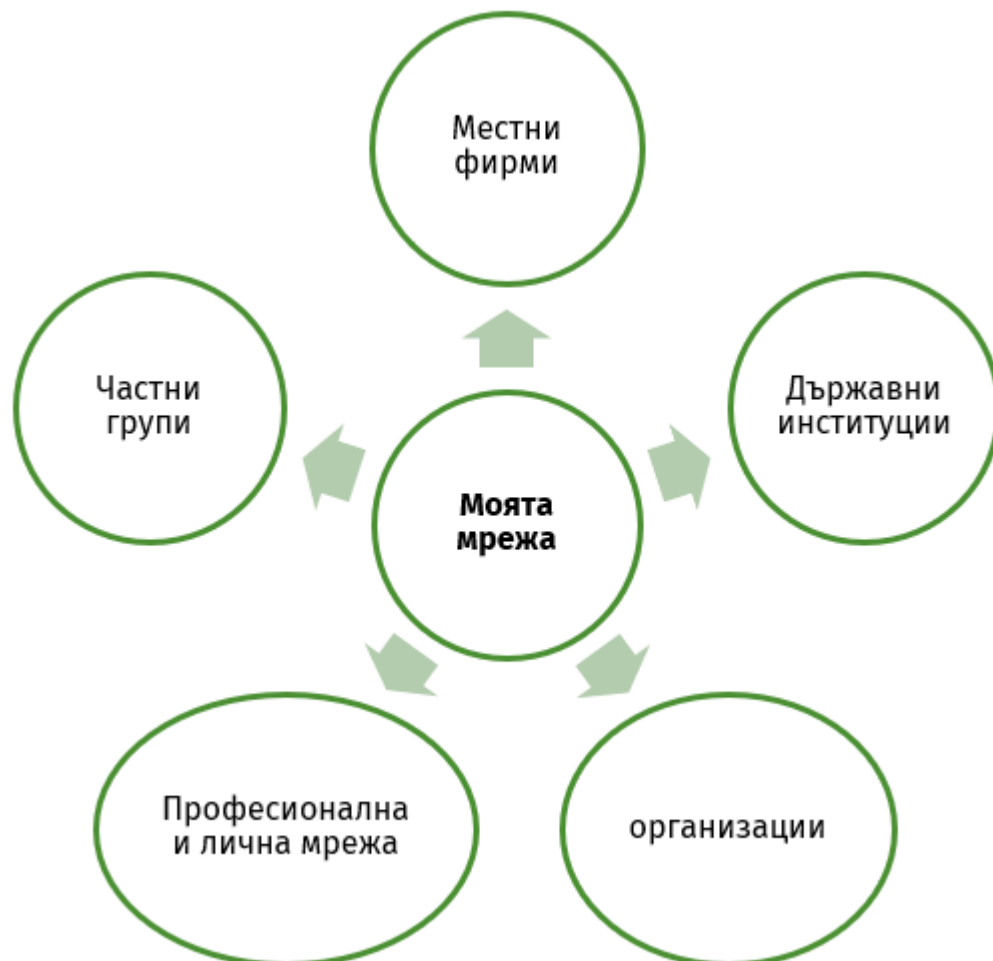 Местни
фирми
Частни
групи
Държавни
институции
Моята
мрежа
Професионална
и лична мрежа
организации